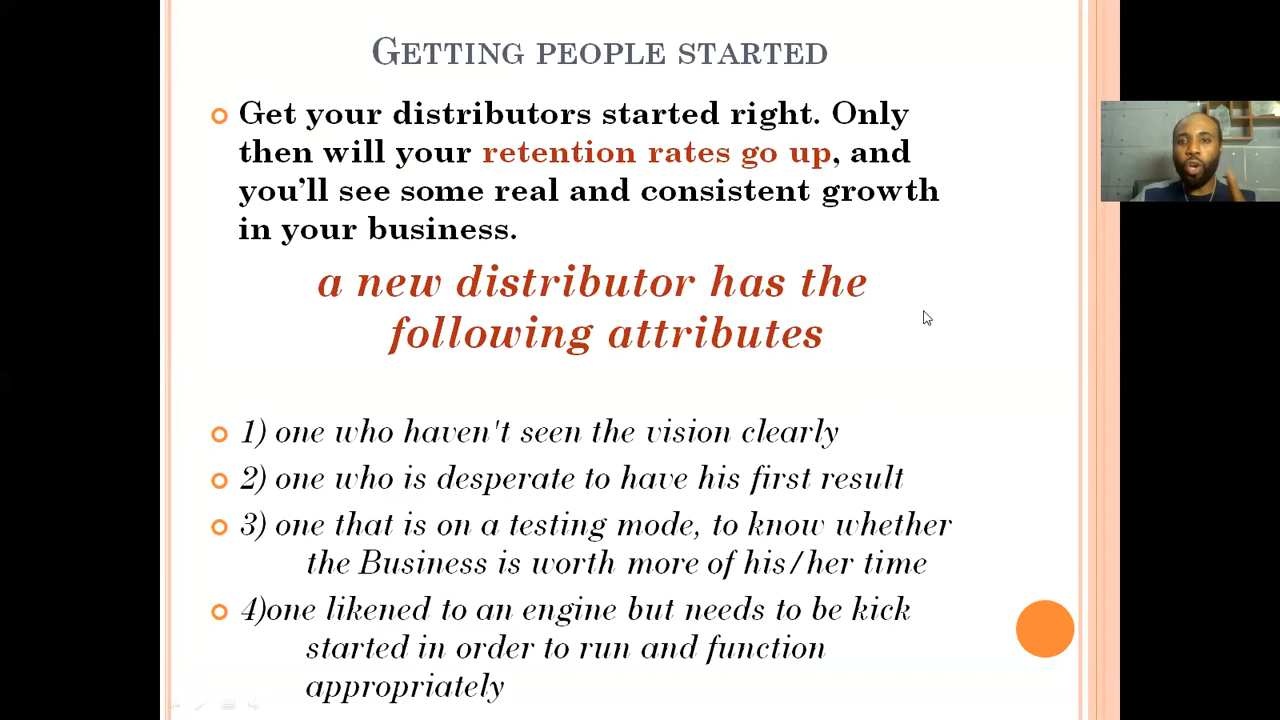 GETTING PEOPLE STARTED
Get your distributors started right. Only
then will your retention rates go up, and
you'll see some real and consistent growth
in your business.
a new distributor has the
following attributes
1) one who haven't seen the vision clearly
2) one who is desperate to have his first result
3) one that is on a testing mode, to know whether
the Business is worth more of his/her time
4)one likened to an engine but needs to be kick
started in order to run and function
appropriately